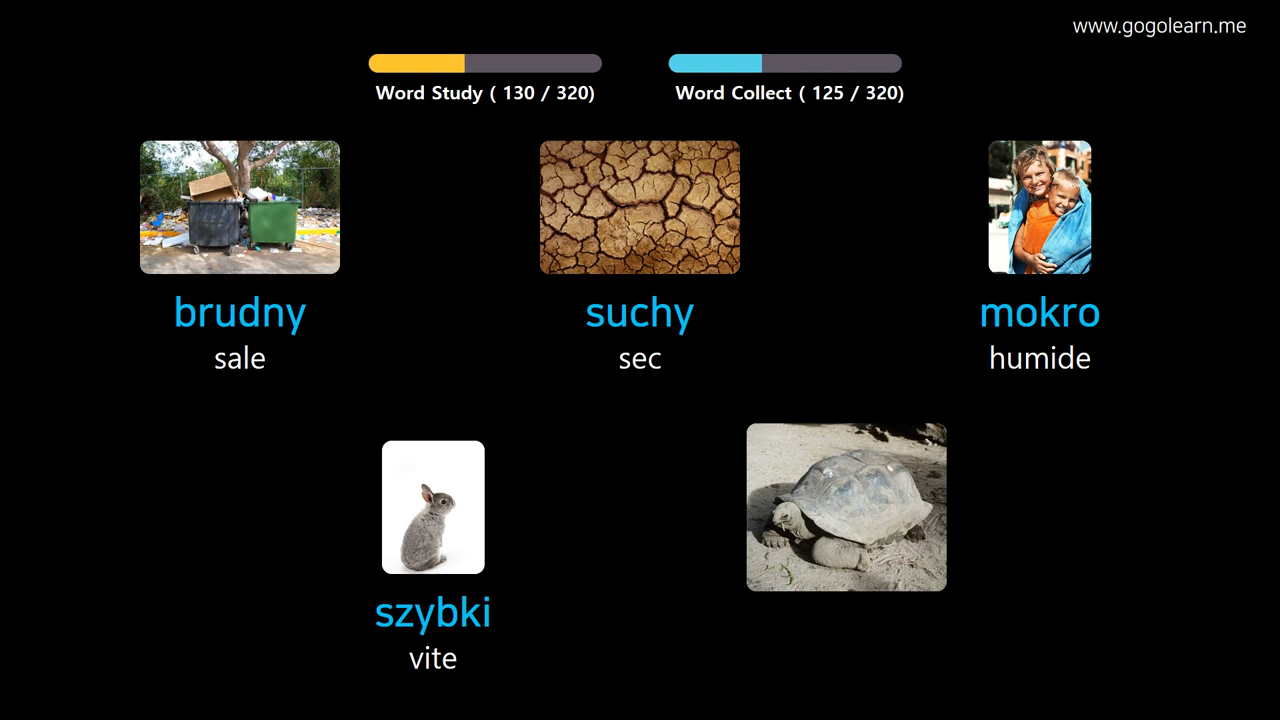 www.gogolearn.me
Word Study ( 130 / 320)
Word Collect ( 125 / 320)
brudny
suchy
mokro
sale
sec
humide
szybki
vite